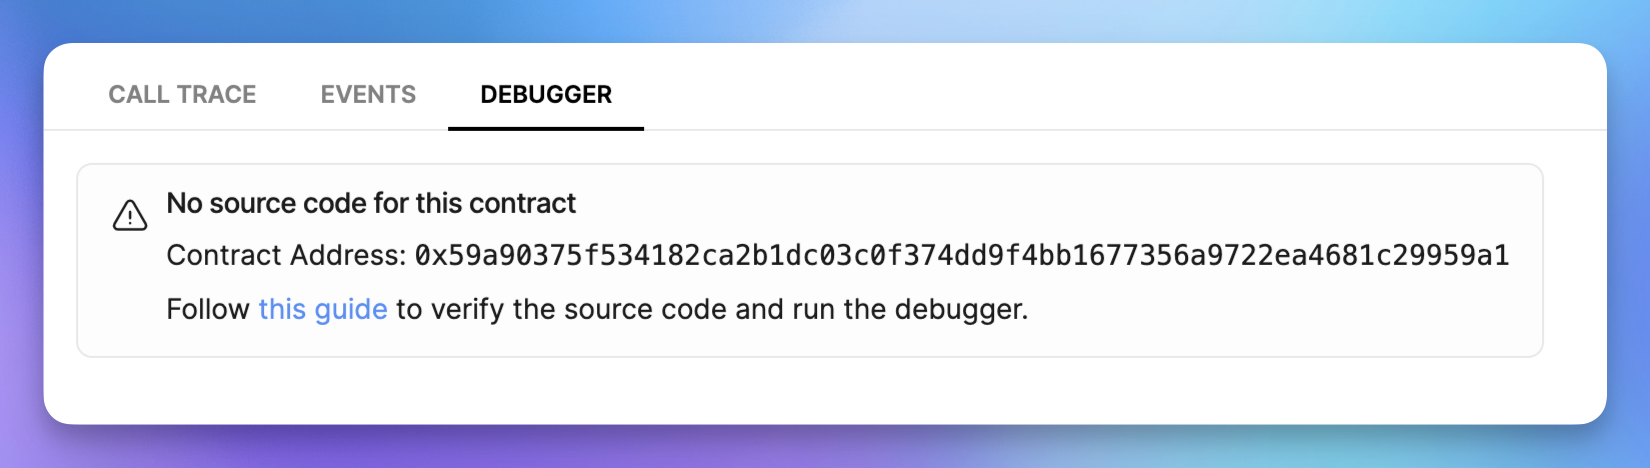 CALL TRACE EVENTS DEBUGGER
No source code for this contract
Contract Address: 0x59a90375f534182ca2b1dc03c0f374dd9f4bb1677356a9722ea4681c29959a1
Follow this guide to verify the source code and run the debugger.